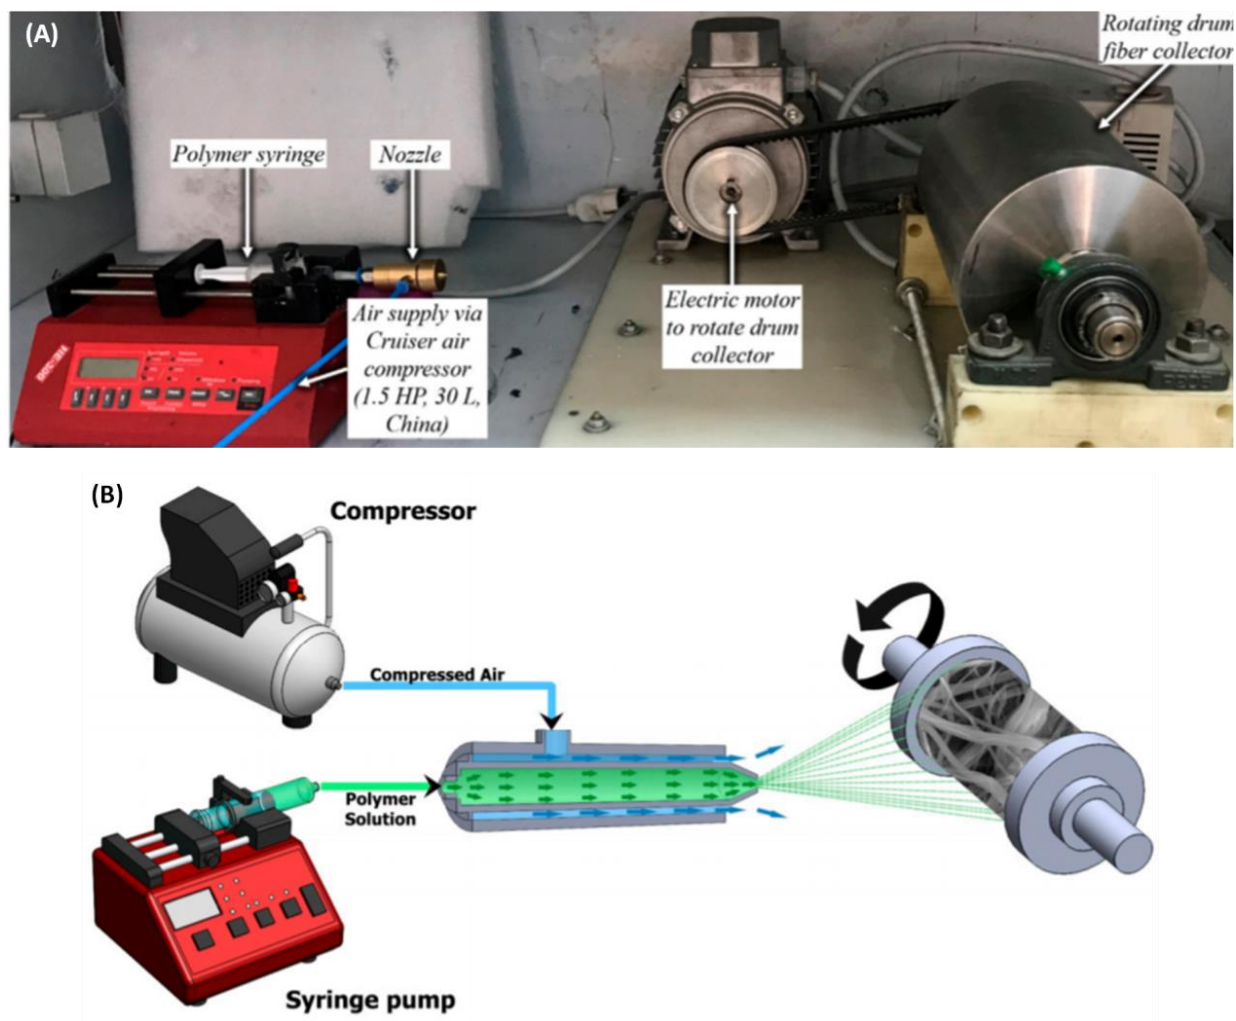 (A)
Rotating drum
fiber collector
Polymer syringe
Nozzle
Air supply via
Cruiser air
compressor
(1.5 HP, 30 L,
China)
Electric motor
to rotate drum
collector
(B)
Compressor
Compressed Air
Polymer
Solution
Syringe pump